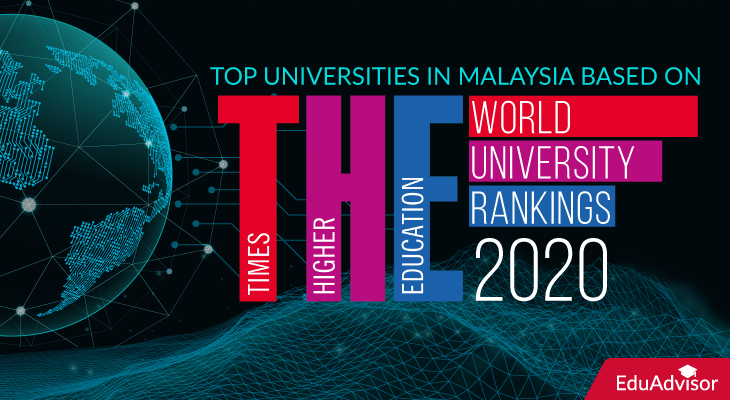 TOP UNIVERSITIES IN MALAYSIA BASED ON
THE
TIMES
HIGHER
EDUCATION
WORLD
UNIVERSITY
RANKINGS
2020
EduAdvisor